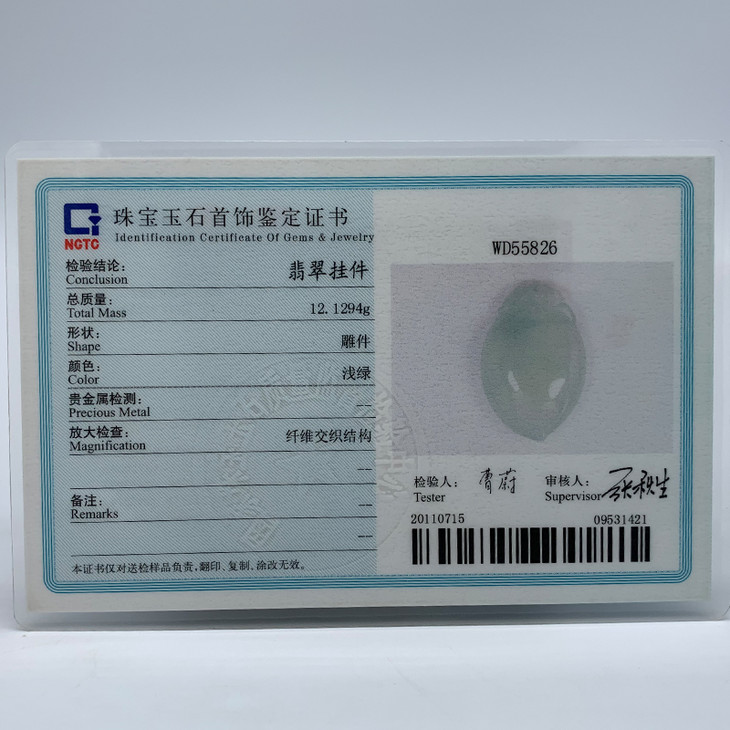 NGTC
珠宝玉石首饰鉴定证书
Identification Certificate Of Gems & Jewelry
检验结论： 翡翠挂件
Conclusion
总质量： 12.1294g
Total Mass
形状： 雕件
Shape
颜色： 浅绿
Color
贵金属检测： --
Precious Metal
放大检查： 纤维交织结构
Magnification
--
备注： --
Remarks
--
本证书仅对送检样品负责,翻印、复制、涂改无效。
WD55826
检验人： 曹蔚 审核人：
Tester Supervisor
20110715 09531421